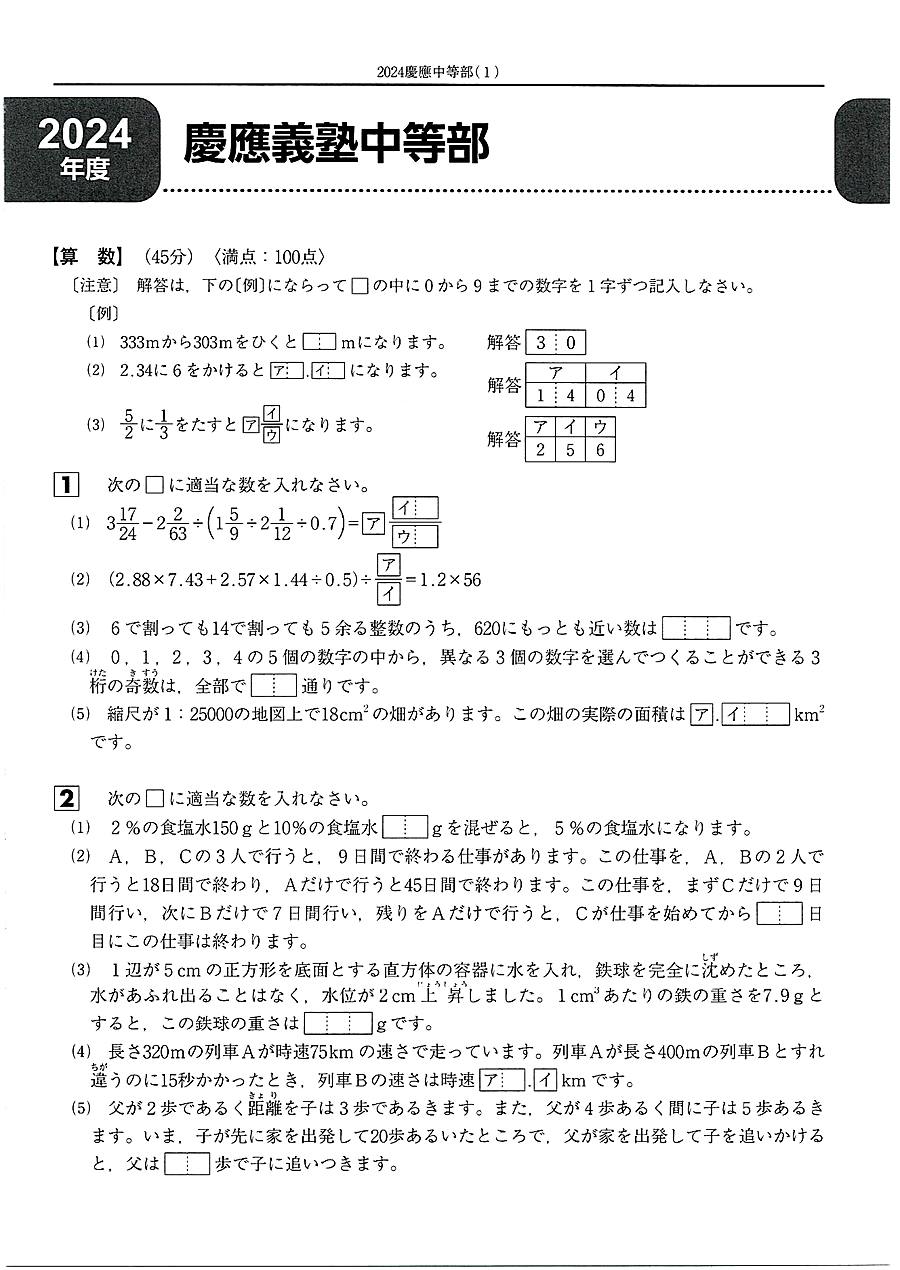 2024慶應中等部(1)
2024
年度
慶應義塾中等部
【算 数】 (45分) 〈満点：100点〉
〔注意〕 解答は，下の〔例〕にならって□の中に0から9までの数字を1字ずつ記入しなさい。
〔例〕
(1) 333mから303mをひくと□mになります。 解答 3 0
(2) 2.34に6をかけると ア.イ になります。 解答 ア イ 1 4 0 4
(3) 5/2に1/3をたすと ア イ/ウ になります。 解答 ア イ ウ 2 5 6
1 次の□に適当な数を入れなさい。
(1) 3 17/24－2 2/63÷(1 5/9÷2 1/12÷0.7)＝ア イ/ウ
(2) (2.88×7.43＋2.57×1.44÷0.5)÷ア/イ＝1.2×56
(3) 6で割っても14で割っても5余る整数のうち，620にもっとも近い数は□です。
(4) 0，1，2，3，4の5個の数字の中から，異なる3個の数字を選んでつくることができる3
けた きすう
桁の奇数は，全部で□通りです。
(5) 縮尺が1：25000の地図上で18cm²の畑があります。この畑の実際の面積は ア.イ km²
です。
2 次の□に適当な数を入れなさい。
(1) 2％の食塩水150gと10％の食塩水□gを混ぜると，5％の食塩水になります。
(2) A，B，Cの3人で行うと，9日間で終わる仕事があります。この仕事を，A，Bの2人で
行うと18日間で終わり，Aだけで行うと45日間で終わります。この仕事を，まずCだけで9日
間行い，次にBだけで7日間行い，残りをAだけで行うと，Cが仕事を始めてから□日
目にこの仕事は終わります。
しず
(3) 1辺が5cmの正方形を底面とする直方体の容器に水を入れ，鉄球を完全に沈めたところ，
じょうしょう
水があふれ出ることはなく，水位が2cm上昇しました。1cm³あたりの鉄の重さを7.9gと
すると，この鉄球の重さは□gです。
(4) 長さ320mの列車Aが時速75kmの速さで走っています。列車Aが長さ400mの列車Bとすれ
ちが
違うのに15秒かかったとき，列車Bの速さは時速 ア.イ kmです。
きょり
(5) 父が2歩であるく距離を子は3歩であるきます。また，父が4歩あるく間に子は5歩あるき
ます。いま，子が先に家を出発して20歩あるいたところで，父が家を出発して子を追いかける
と，父は□歩で子に追いつきます。